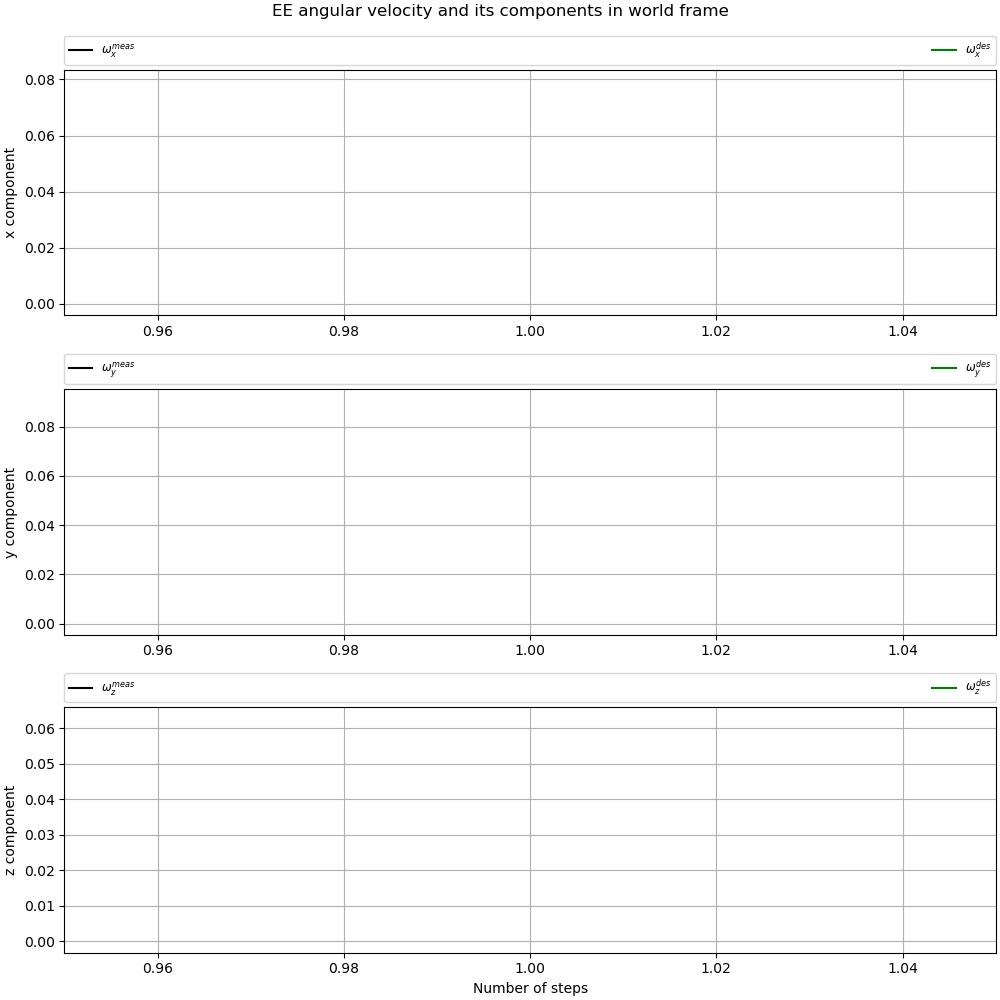 EE angular velocity and its components in world frame
ω_x^meas ω_x^des
0.08
0.06
0.04
0.02
0.00
x component
0.96 0.98 1.00 1.02 1.04
ω_y^meas ω_y^des
0.08
0.06
0.04
0.02
0.00
y component
0.96 0.98 1.00 1.02 1.04
ω_z^meas ω_z^des
0.06
0.05
0.04
0.03
0.02
0.01
0.00
z component
0.96 0.98 1.00 1.02 1.04
Number of steps